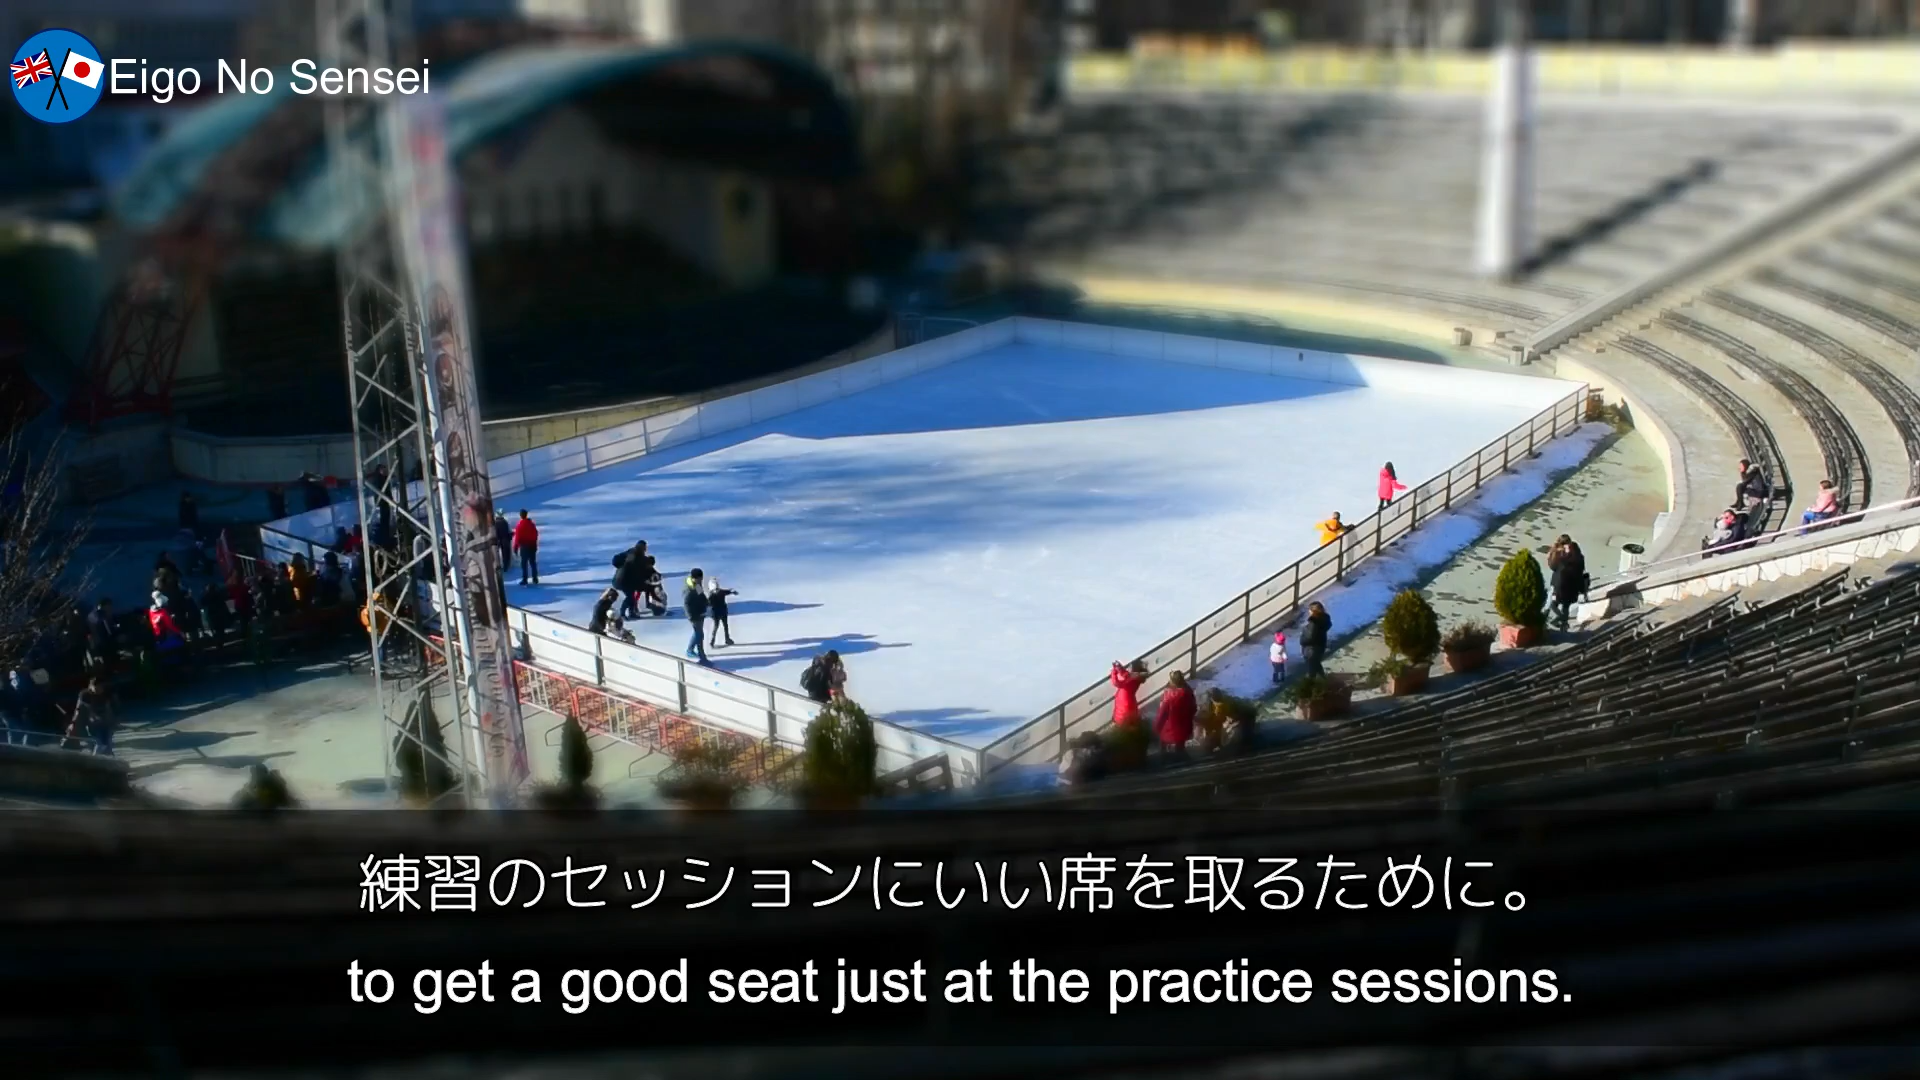 Eigo No Sensei
練習のセッションにいい席を取るために。
to get a good seat just at the practice sessions.